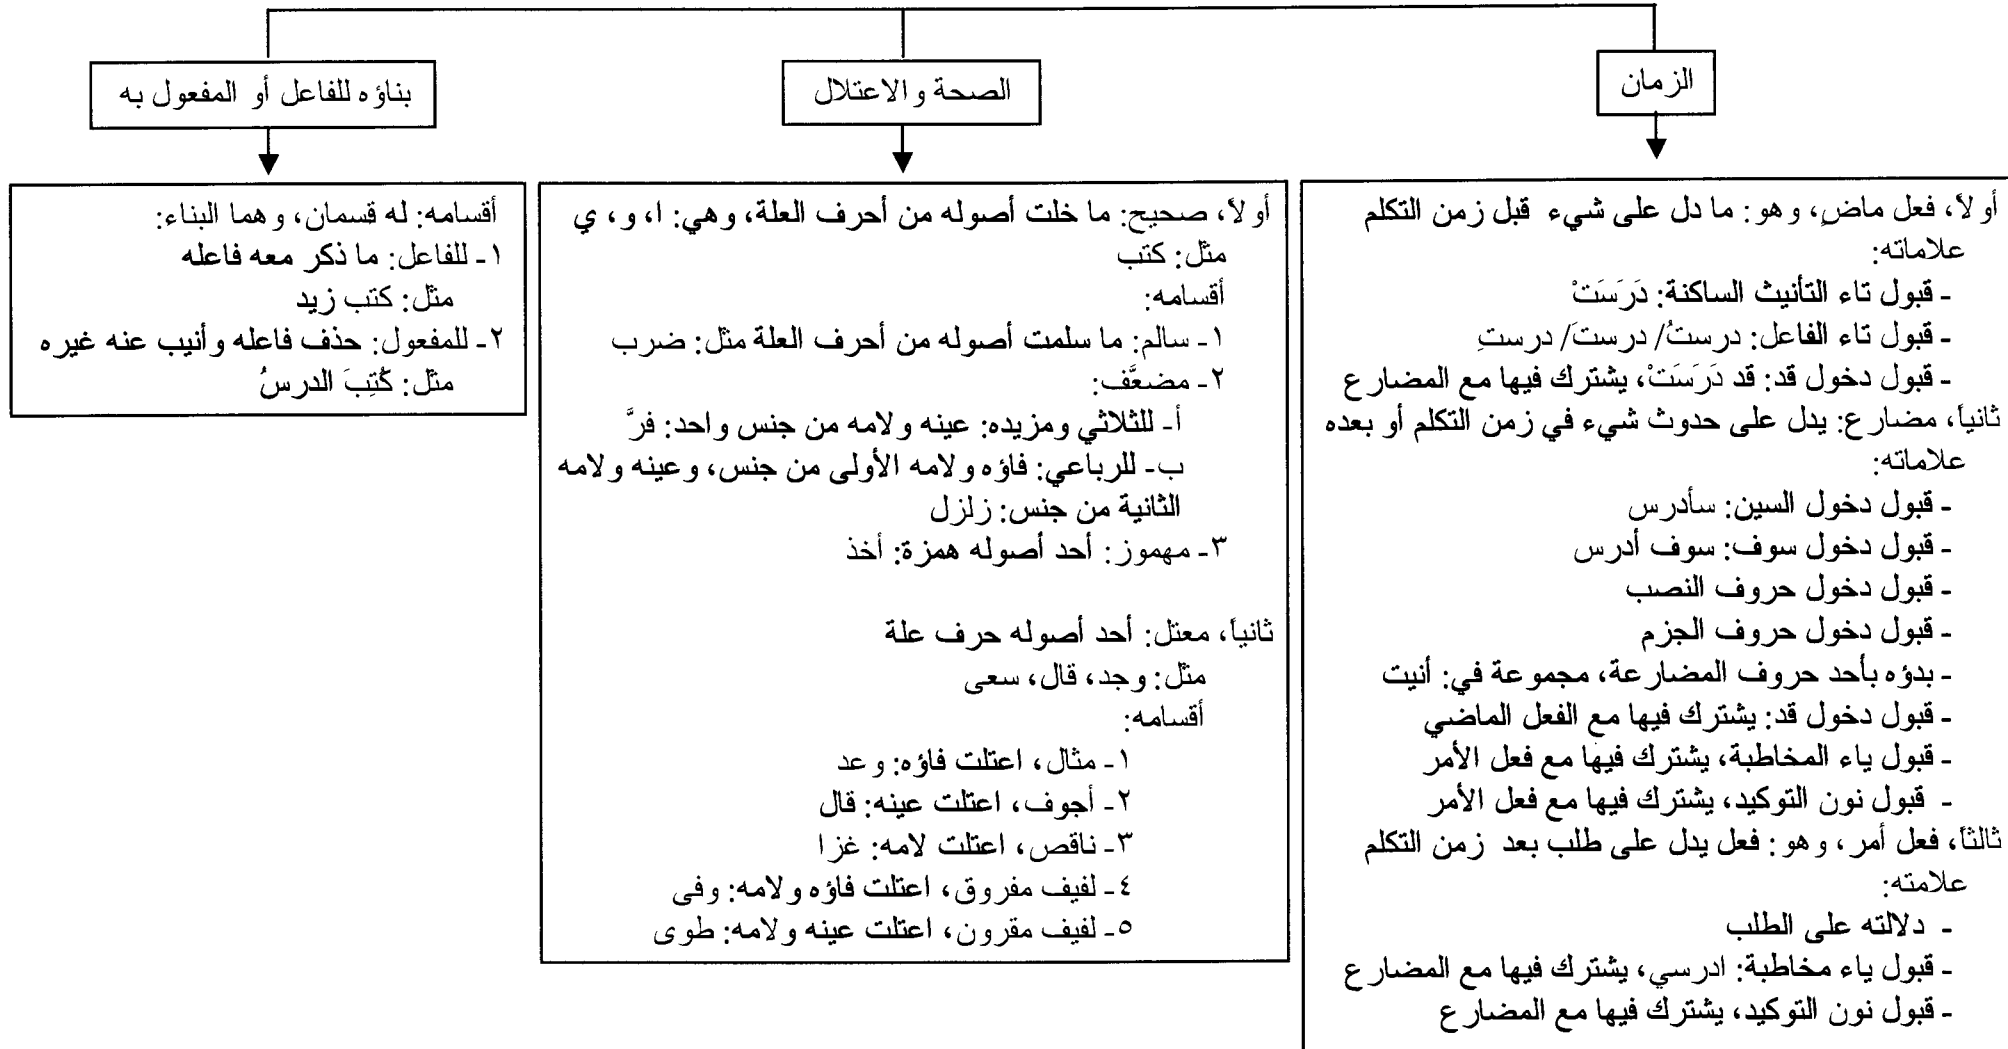 الزمان
الصحة والاعتلال
بناؤه للفاعل أو المفعول به
أولاً، فعل ماضٍ، وهو: ما دل على شيء قبل زمن التكلم
علاماته:
- قبول تاء التأنيث الساكنة: دَرَسَتْ
- قبول تاء الفاعل: درستُ/ درستَ/ درستِ
- قبول دخول قد: قد دَرَسَتْ، يشترك فيها مع المضارع
ثانياً، مضارع: يدل على حدوث شيء في زمن التكلم أو بعده
علاماته:
- قبول دخول السين: سأدرس
- قبول دخول سوف: سوف أدرس
- قبول دخول حروف النصب
- قبول دخول حروف الجزم
- بدؤه بأحد حروف المضارعة، مجموعة في: أنيت
- قبول دخول قد: يشترك فيها مع الفعل الماضي
- قبول ياء المخاطبة، يشترك فيها مع فعل الأمر
- قبول نون التوكيد، يشترك فيها مع فعل الأمر
ثالثاً، فعل أمر، وهو: فعل يدل على طلب بعد زمن التكلم
علامته:
- دلالته على الطلب
- قبول ياء مخاطبة: ادرسي، يشترك فيها مع المضارع
- قبول نون التوكيد، يشترك فيها مع المضارع
أولاً، صحيح: ما خلت أصوله من أحرف العلة، وهي: ا، و، ي
مثل: كتب
أقسامه:
١- سالم: ما سلمت أصوله من أحرف العلة مثل: ضرب
٢- مضعَّف:
أ- للثلاثي ومزيده: عينه ولامه من جنس واحد: فرَّ
ب- للرباعي: فاؤه ولامه الأولى من جنس، وعينه ولامه
الثانية من جنس: زلزل
٣- مهموز: أحد أصوله همزة: أخذ
ثانياً، معتل: أحد أصوله حرف علة
مثل: وجد، قال، سعى
أقسامه:
١- مثال، اعتلت فاؤه: وعد
٢- أجوف، اعتلت عينه: قال
٣- ناقص، اعتلت لامه: غزا
٤- لفيف مفروق، اعتلت فاؤه ولامه: وفى
٥- لفيف مقرون، اعتلت عينه ولامه: طوى
أقسامه: له قسمان، وهما البناء:
١- للفاعل: ما ذكر معه فاعله
مثل: كتب زيد
٢- للمفعول: حذف فاعله وأنيب عنه غيره
مثل: كُتِبَ الدرسُ